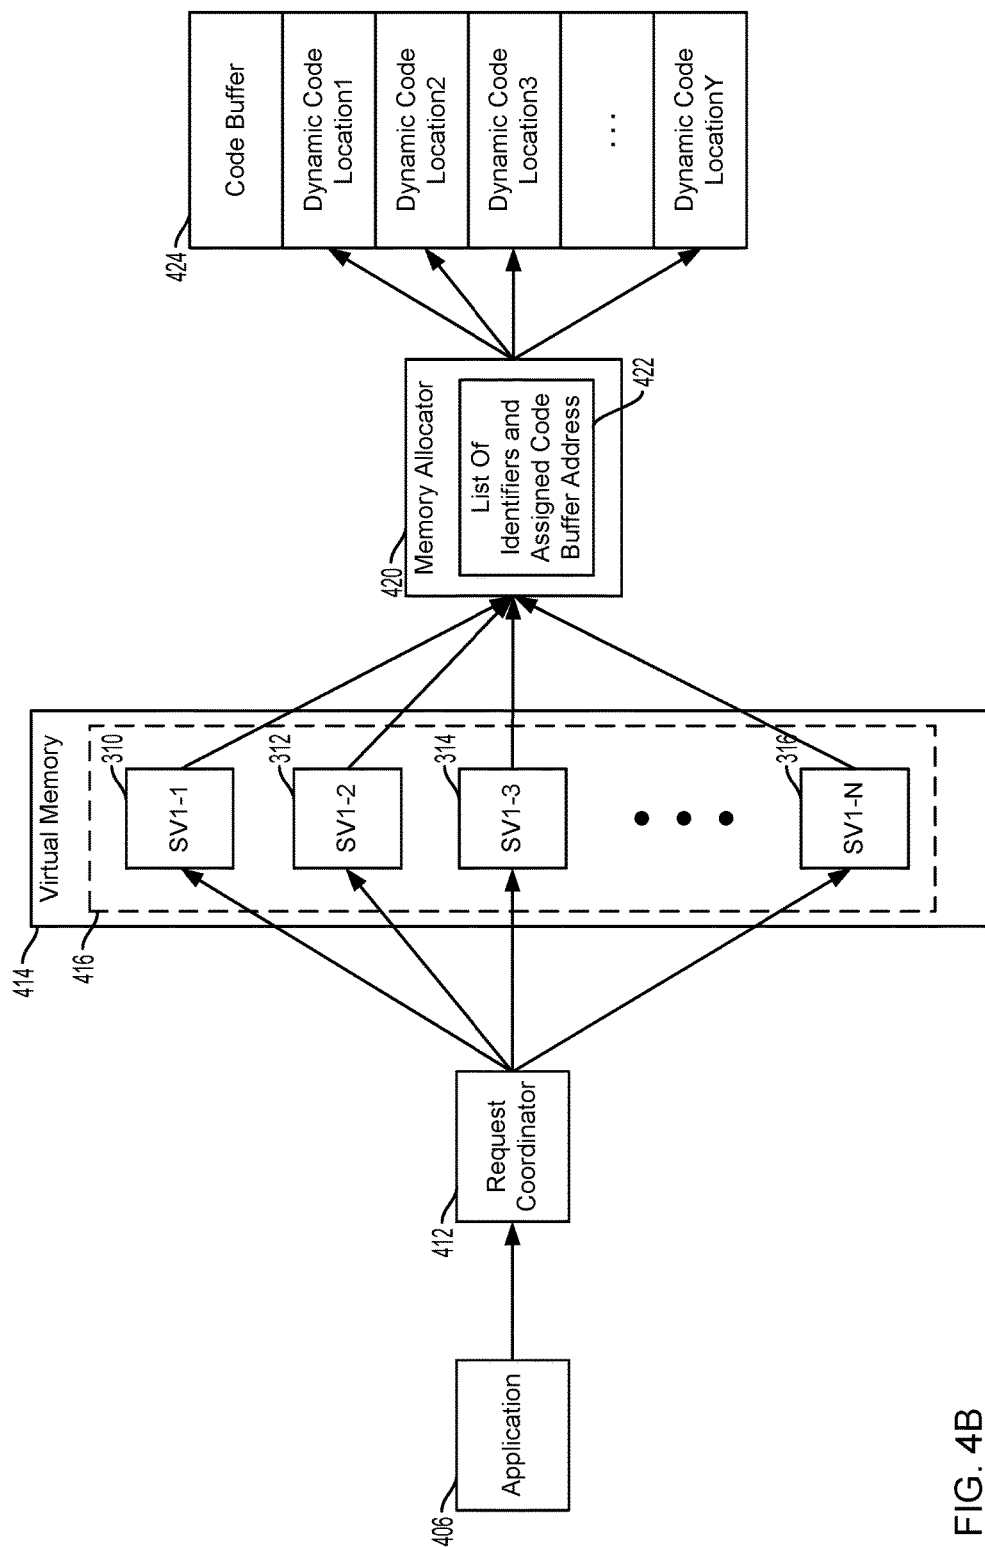 406
Application
412
Request
Coordinator
414
Virtual Memory
416
310
SV1-1
312
SV1-2
314
SV1-3
316
SV1-N
420
Memory Allocator
List Of
Identifiers and
Assigned Code
Buffer Address
422
424
Code Buffer
Dynamic Code
Location1
Dynamic Code
Location2
Dynamic Code
Location3
...
Dynamic Code
LocationY
FIG. 4B